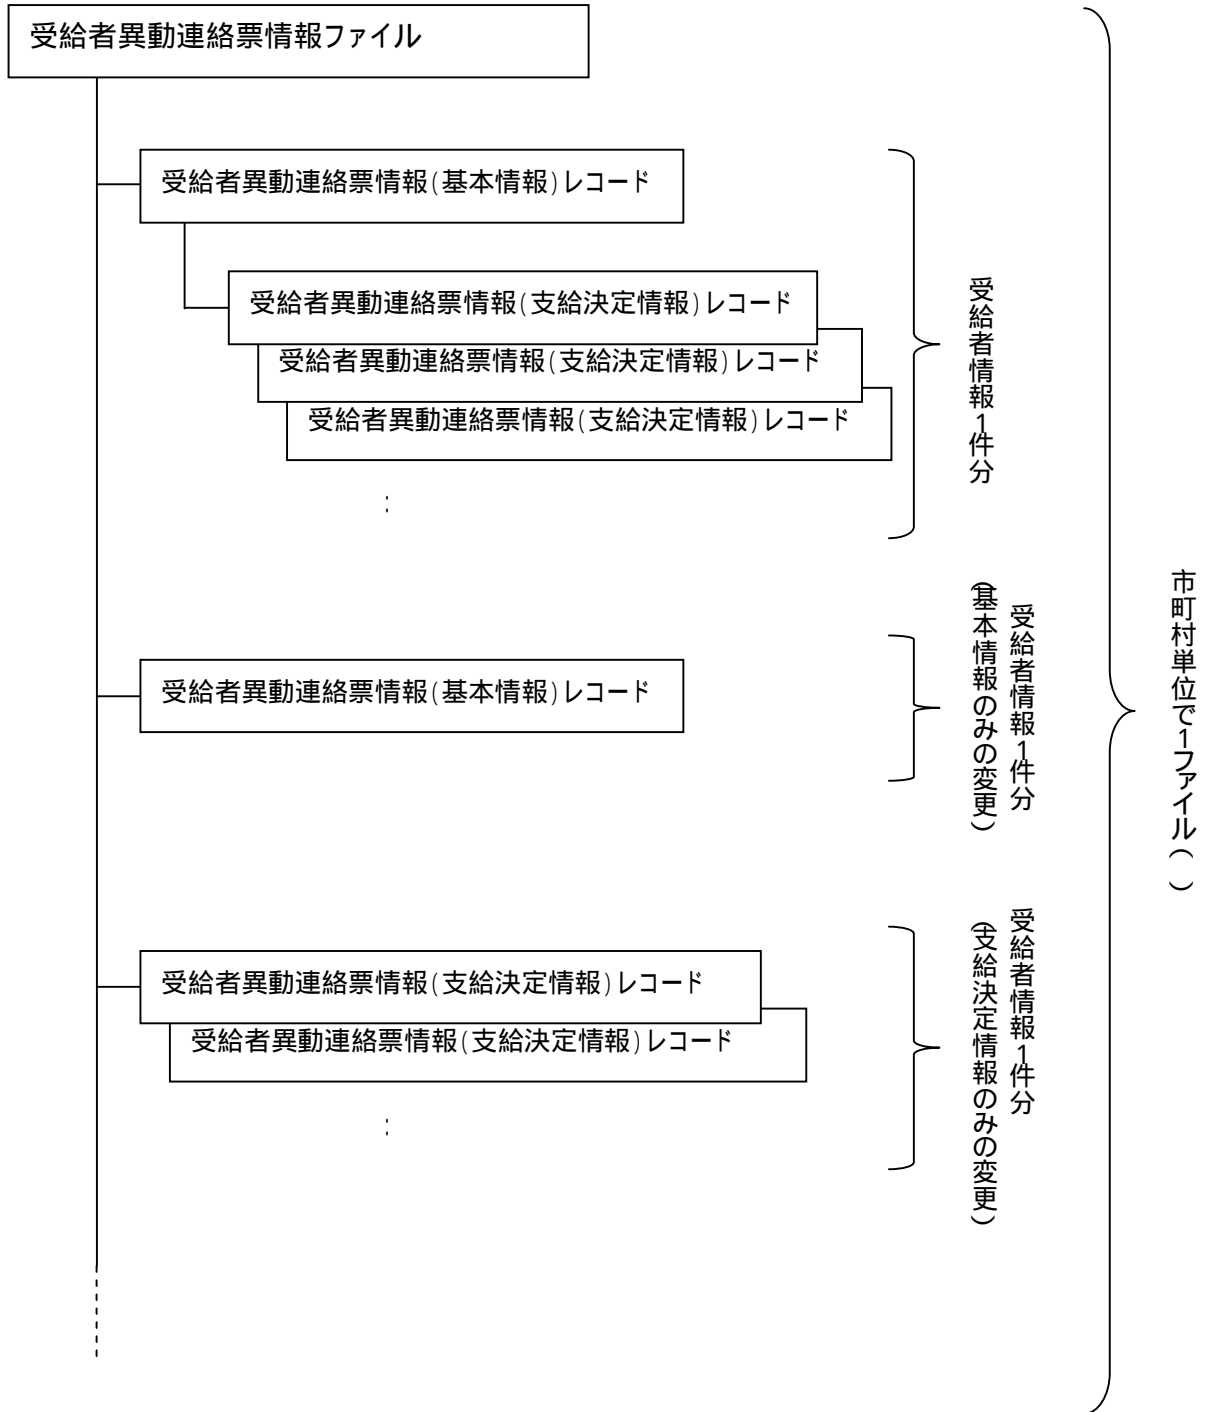 受給者異動連絡票情報ファイル
受給者異動連絡票情報(基本情報)レコード
受給者異動連絡票情報(支給決定情報)レコード
受給者異動連絡票情報(支給決定情報)レコード
受給者異動連絡票情報(支給決定情報)レコード
:
受給者情報1件分
受給者異動連絡票情報(基本情報)レコード
受給者情報1件分
(基本情報のみの変更)
受給者異動連絡票情報(支給決定情報)レコード
受給者異動連絡票情報(支給決定情報)レコード
:
受給者情報1件分
(支給決定情報のみの変更)
市町村単位で1ファイル( )